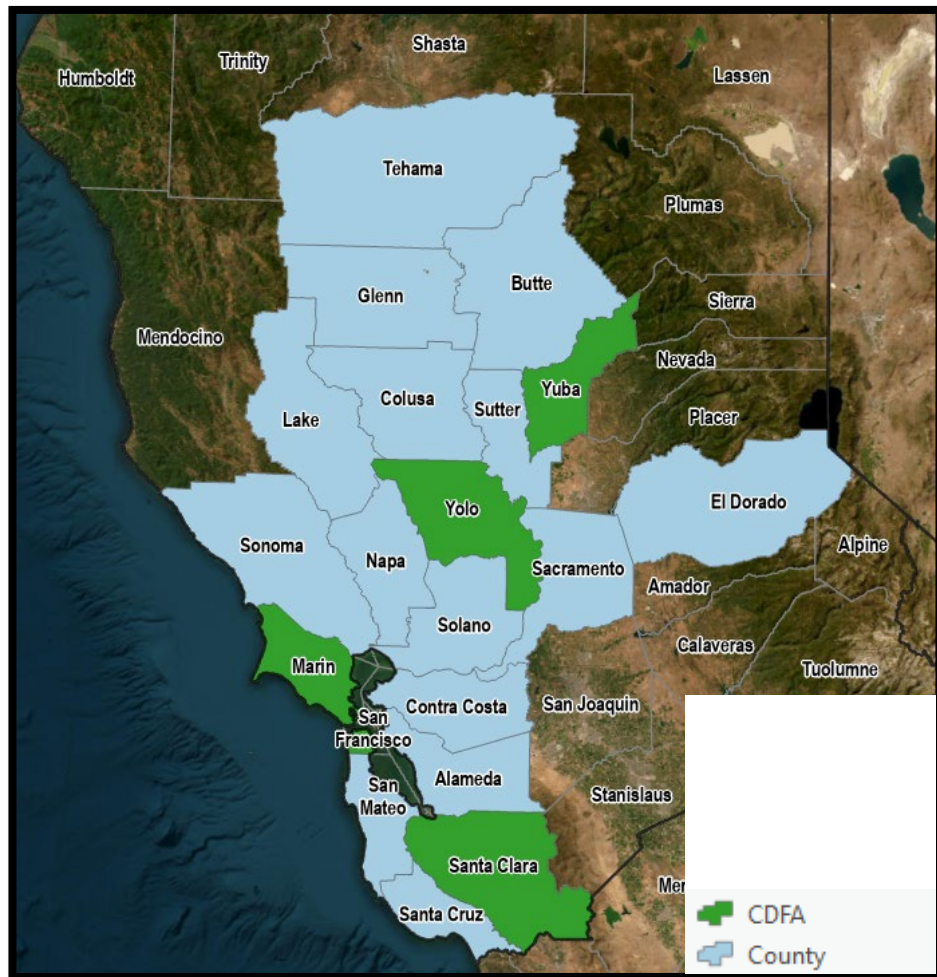 Shasta
Trinity
Humboldt
Lassen
Tehama
Plumas
Butte
Glenn
Sierra
Mendocino
Nevada
Yuba
Colusa
Sutter
Placer
Lake
El Dorado
Yolo
Sonoma
Napa
Sacramento
Alpine
Amador
Solano
Calaveras
Marin
Tuolumne
Contra Costa
San Joaquin
San
Francisco
Alameda
San
Mateo
Stanislaus
Santa Clara
Mer
Santa Cruz
CDFA
County